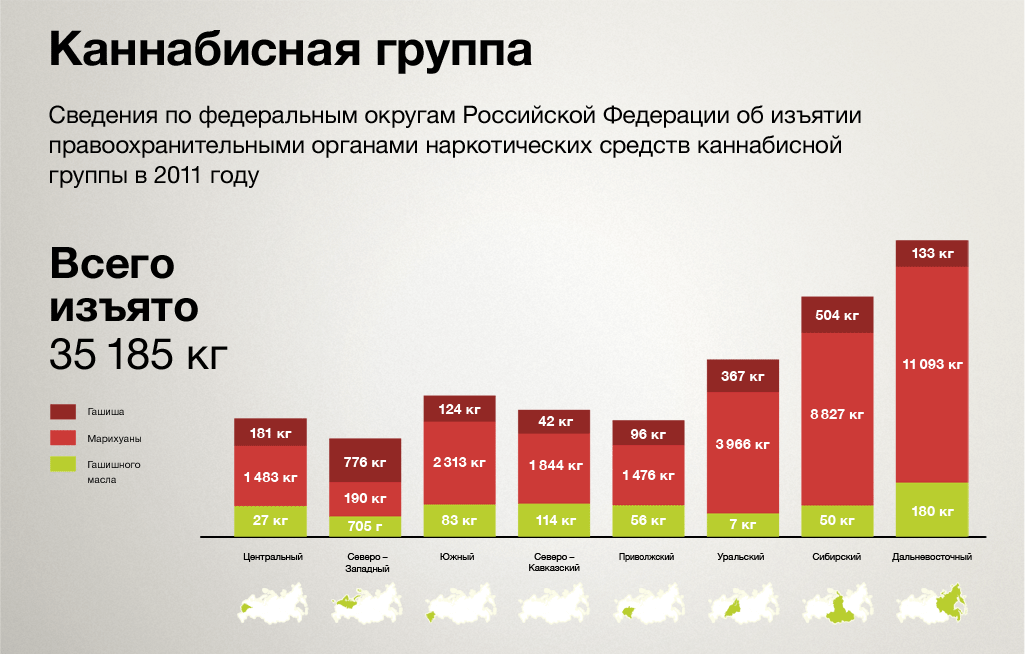 Каннабисная группа
Сведения по федеральным округам Российской Федерации об изъятии
правоохранительными органами наркотических средств каннабисной
группы в 2011 году
Всего
изъято
35 185 кг
Гашиша
Марихуаны
Гашишного
масла
181 кг
1 483 кг
27 кг
776 кг
190 кг
705 г
124 кг
2 313 кг
83 кг
42 кг
1 844 кг
114 кг
96 кг
1 476 кг
56 кг
367 кг
3 966 кг
7 кг
504 кг
8 827 кг
50 кг
133 кг
11 093 кг
180 кг
Центральный
Северо –
Западный
Южный
Северо –
Кавказский
Приволжский
Уральский
Сибирский
Дальневосточный